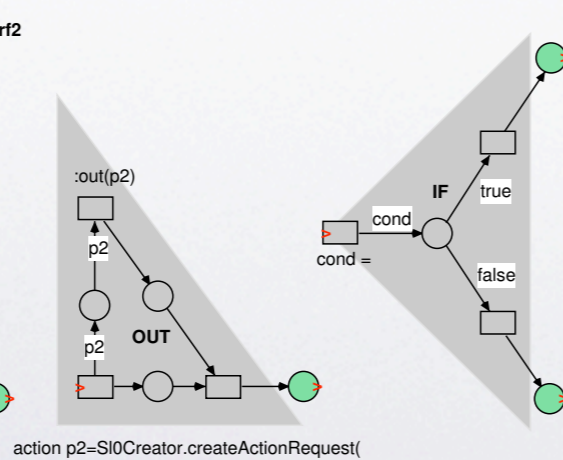 rf2
:out(p2)
p2
p2
OUT
IF
cond
cond =
true
false
action p2=Sl0Creator.createActionRequest(